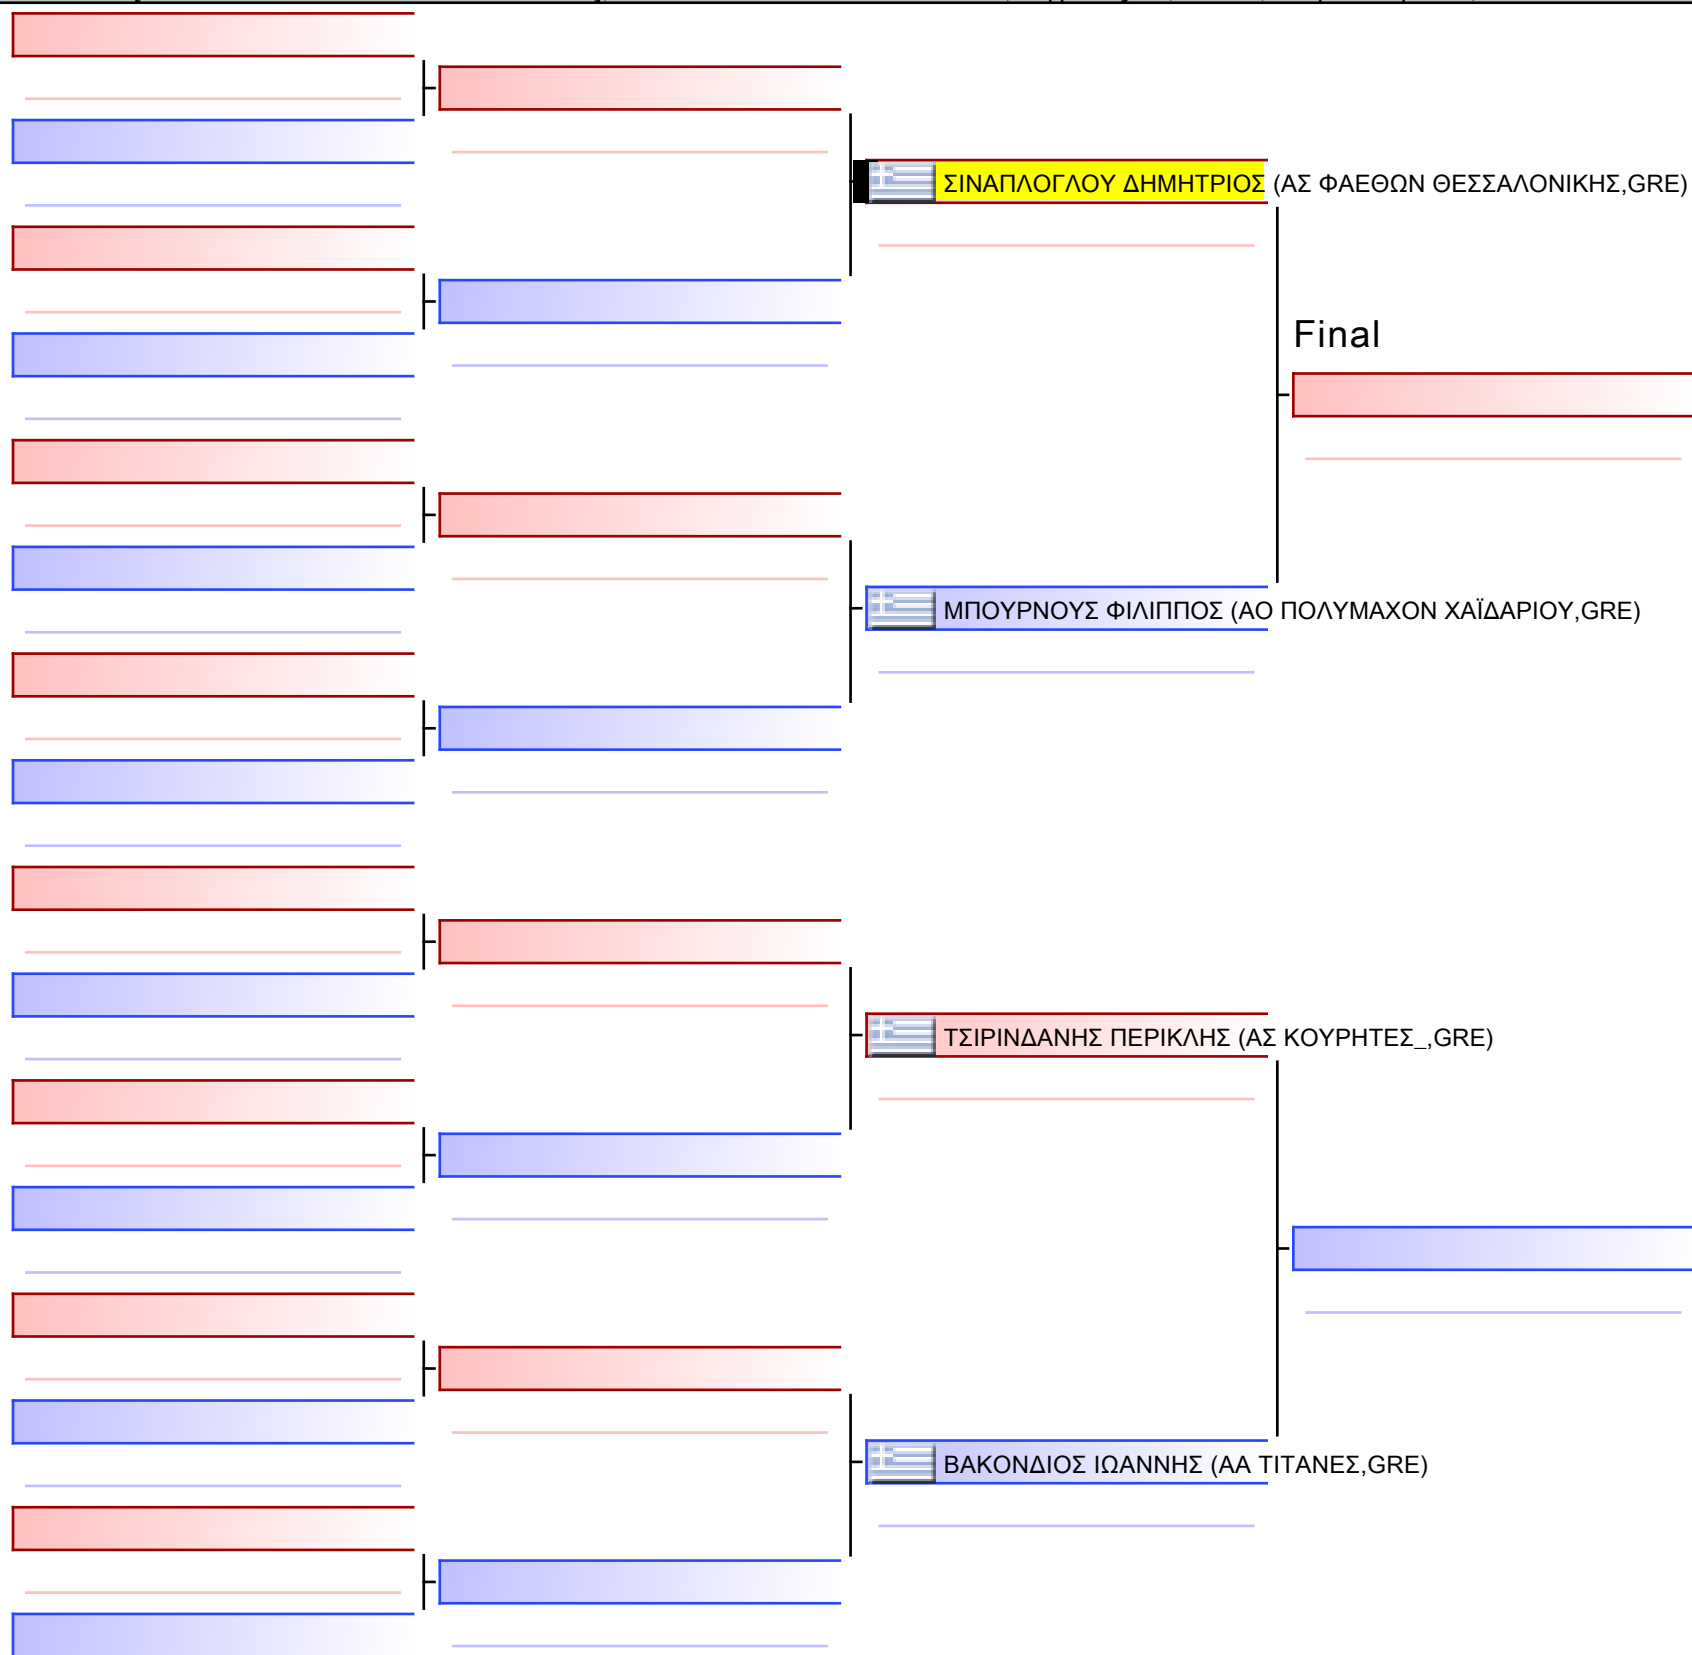 ΣΙΝΑΠΛΟΓΛΟΥ ΔΗΜΗΤΡΙΟΣ (ΑΣ ΦΑΕΘΩΝ ΘΕΣΣΑΛΟΝΙΚΗΣ,GRE)
Final
ΜΠΟΥΡΝΟΥΣ ΦΙΛΙΠΠΟΣ (ΑΟ ΠΟΛΥΜΑΧΟΝ ΧΑΪΔΑΡΙΟΥ,GRE)
ΤΣΙΡΙΝΔΑΝΗΣ ΠΕΡΙΚΛΗΣ (ΑΣ ΚΟΥΡΗΤΕΣ_,GRE)
ΒΑΚΟΝΔΙΟΣ ΙΩΑΝΝΗΣ (ΑΑ ΤΙΤΑΝΕΣ,GRE)